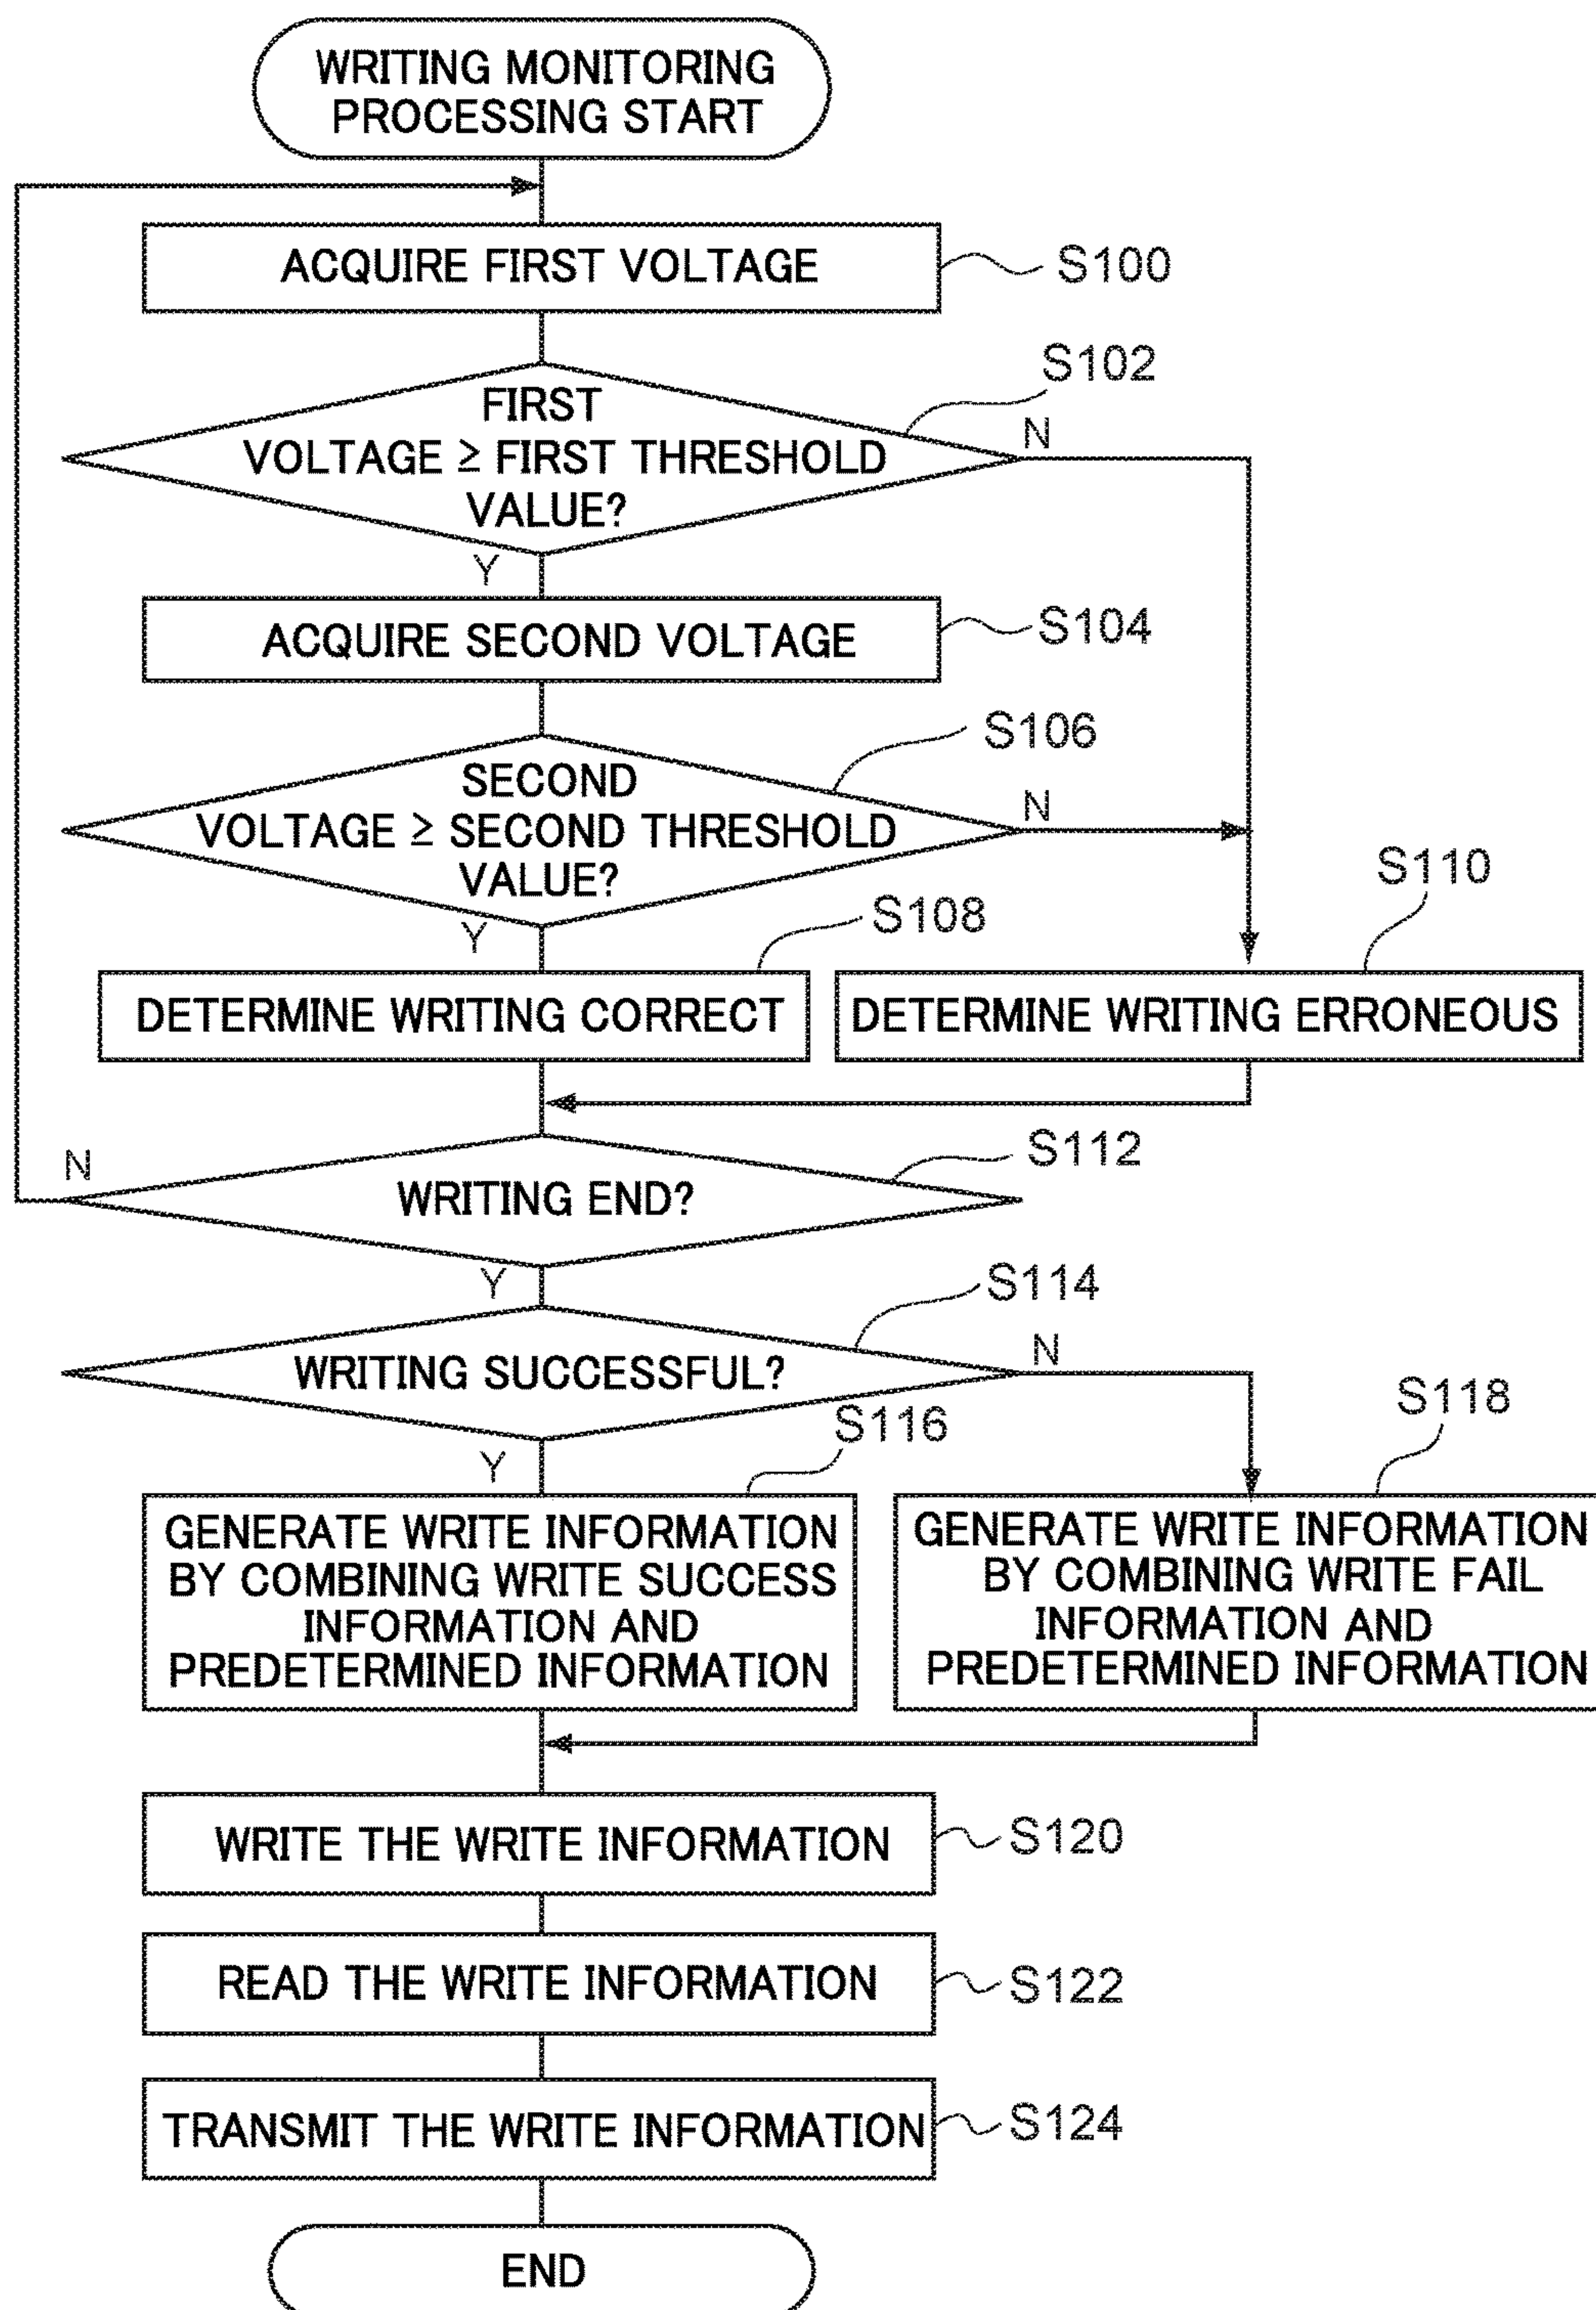 WRITING MONITORING
PROCESSING START
ACQUIRE FIRST VOLTAGE
S100
S102
FIRST
VOLTAGE ≥ FIRST THRESHOLD
VALUE?
N
Y
ACQUIRE SECOND VOLTAGE
S104
S106
SECOND
VOLTAGE ≥ SECOND THRESHOLD
VALUE?
N
Y
S108
S110
DETERMINE WRITING CORRECT
DETERMINE WRITING ERRONEOUS
S112
N
WRITING END?
Y
S114
WRITING SUCCESSFUL?
N
Y
S116
S118
GENERATE WRITE INFORMATION
BY COMBINING WRITE SUCCESS
INFORMATION AND
PREDETERMINED INFORMATION
GENERATE WRITE INFORMATION
BY COMBINING WRITE FAIL
INFORMATION AND
PREDETERMINED INFORMATION
WRITE THE WRITE INFORMATION
S120
READ THE WRITE INFORMATION
S122
TRANSMIT THE WRITE INFORMATION
S124
END